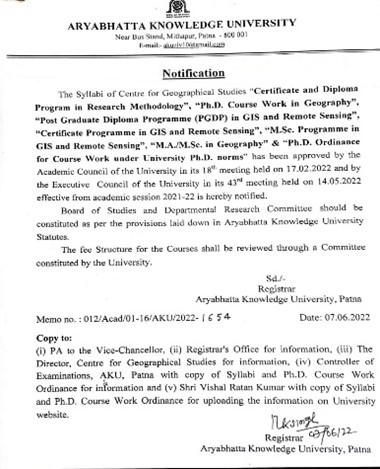 ARYABHATTA KNOWLEDGE UNIVERSITY
Near Bus Stand, Mithapur, Patna - 800 001
E-mail:- akuriv10@gmail.com
Notification
The Syllabi of Centre for Geographical Studies "Certificate and Diploma
Program in Research Methodology", "Ph.D. Course Work in Geography",
"Post Graduate Diploma Programme (PGDP) in GIS and Remote Sensing",
"Certificate Programme in GIS and Remote Sensing", "M.Sc. Programme in
GIS and Remote Sensing", "M.A./M.Sc. in Geography" & "Ph.D. Ordinance
for Course Work under University Ph.D. norms" has been approved by the
Academic Council of the University in its 18th meeting held on 17.02.2022 and by
the Executive Council of the University in its 43rd meeting held on 14.05.2022
effective from academic session 2021-22 is hereby notified.
Board of Studies and Departmental Research Committee should be
constituted as per the provisions laid down in Aryabhatta Knowledge University
Statutes.
The fee Structure for the Courses shall be reviewed through a Committee
constituted by the University.
Sd./-
Registrar
Aryabhatta Knowledge University, Patna
Memo no. : 012/Acad/01-16/AKU/2022-1654 Date: 07.06.2022
Copy to:
(i) PA to the Vice-Chancellor, (ii) Registrar's Office for information, (iii) The
Director, Centre for Geographical Studies for information, (iv) Controller of
Examinations, AKU, Patna with copy of Syllabi and Ph.D. Course Work
Ordinance for information and (v) Shri Vishal Ratan Kumar with copy of Syllabi
and Ph.D. Course Work Ordinance for uploading the information on University
website.
Registrar
Aryabhatta Knowledge University, Patna